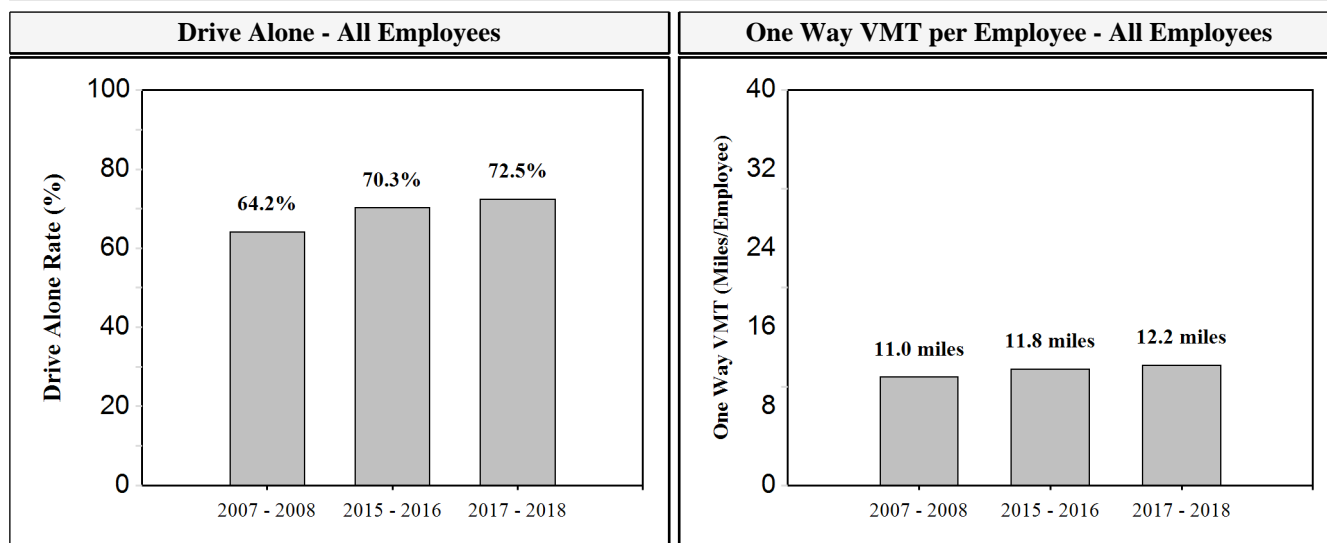 Drive Alone - All Employees
One Way VMT per Employee - All Employees
Drive Alone Rate (%)
100
80
60
40
20
0
64.2%
70.3%
72.5%
2007 - 2008
2015 - 2016
2017 - 2018
One Way VMT (Miles/Employee)
40
32
24
16
8
0
11.0 miles
11.8 miles
12.2 miles
2007 - 2008
2015 - 2016
2017 - 2018